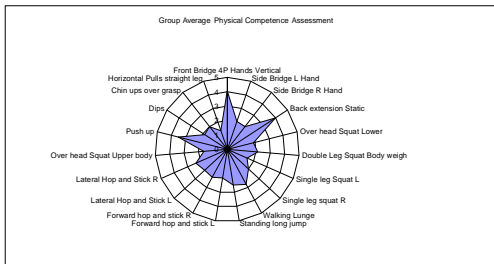 Group Average Physical Competence Assessment
Front Bridge 4P Hands Vertical
Side Bridge L Hand
Side Bridge R Hand
Back extension Static
Over head Squat Lower
Double Leg Squat Body weigh
Single leg Squat L
Single leg squat R
Walking Lunge
Standing long jump
Forward hop and stick L
Forward hop and stick R
Lateral Hop and Stick L
Lateral Hop and Stick R
Over head Squat Upper body
Push up
Dips
Chin ups over grasp
Horizontal Pulls straight leg
5
4
3
2
1
0